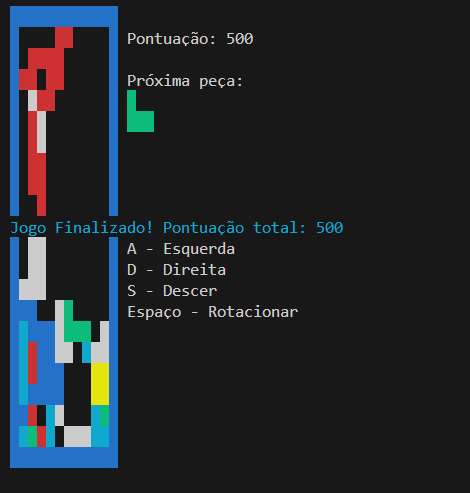 Pontuação: 500
Próxima peça:
Jogo Finalizado! Pontuação total: 500
A - Esquerda
D - Direita
S - Descer
Espaço - Rotacionar